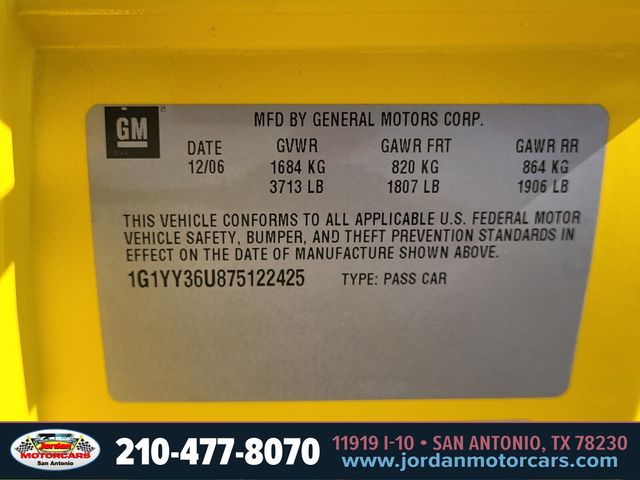 GM
MFD BY GENERAL MOTORS CORP.
DATE GVWR GAWR FRT GAWR RR
12/06 1684 KG 820 KG 864 KG
3713 LB 1807 LB 1906 LB
THIS VEHICLE CONFORMS TO ALL APPLICABLE U.S. FEDERAL MOTOR
VEHICLE SAFETY, BUMPER, AND THEFT PREVENTION STANDARDS IN
EFFECT ON THE DATE OF MANUFACTURE SHOWN ABOVE.
1G1YY36U875122425 TYPE: PASS CAR
Jordan
MOTORCARS
San Antonio
210-477-8070
11919 I-10 • SAN ANTONIO, TX 78230
www.jordanmotorcars.com